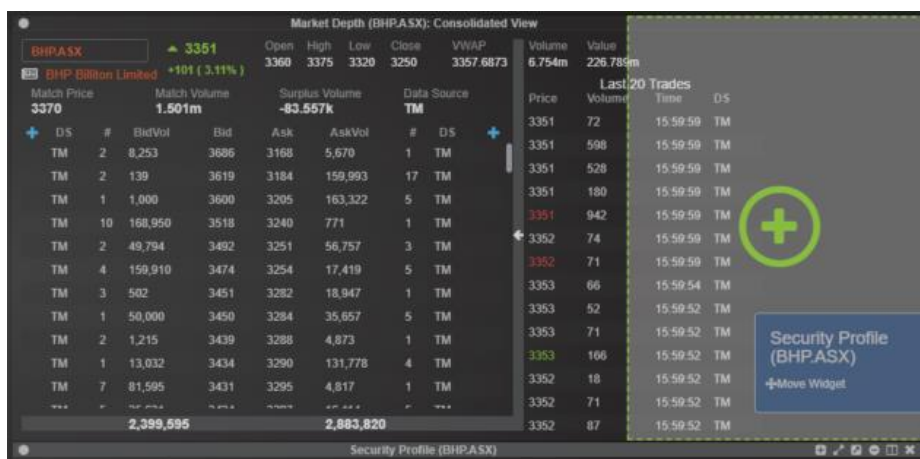 Market Depth (BHP.ASX): Consolidated View
BHP.ASX 3351 Open High Low Close VWAP Volume Value
3360 3375 3320 3250 3357.6873 6.754m 226.789m
BHP Billiton Limited +101 ( 3.11% )
Last 20 Trades
Match Price Match Volume Surplus Volume Data Source
3370 1.501m -83.557k TM
Price Volume Time DS
DS # BidVol Bid Ask AskVol # DS
TM 2 8,253 3686 3168 5,670 1 TM
TM 2 139 3619 3184 159,993 17 TM
TM 1 1,000 3600 3205 163,322 5 TM
TM 10 168,950 3518 3240 771 1 TM
TM 2 49,794 3492 3251 56,757 3 TM
TM 4 159,910 3474 3254 17,419 5 TM
TM 3 502 3451 3282 18,947 1 TM
TM 1 50,000 3450 3284 35,657 5 TM
TM 2 1,215 3439 3288 4,873 1 TM
TM 1 13,032 3434 3290 131,778 4 TM
TM 7 81,595 3431 3295 4,817 1 TM
2,399,595 2,883,820
3351 72 15:59:59 TM
3351 598 15:59:59 TM
3351 528 15:59:59 TM
3351 180 15:59:59 TM
3351 942 15:59:59 TM
3352 74 15:59:59 TM
3352 71 15:59:59 TM
3353 66 15:59:54 TM
3353 52 15:59:52 TM
3353 71 15:59:52 TM
3353 166 15:59:52 TM
3352 18 15:59:52 TM
3352 71 15:59:52 TM
3352 87 15:59:52 TM
Security Profile
(BHP.ASX)
Move Widget
Security Profile (BHP.ASX)